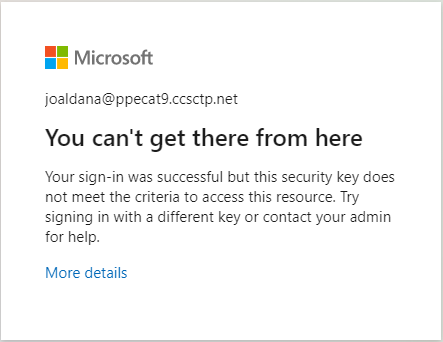 Microsoft
joaldana@ppecat9.ccsctp.net
You can't get there from here
Your sign-in was successful but this security key does
not meet the criteria to access this resource. Try
signing in with a different key or contact your admin
for help.
More details